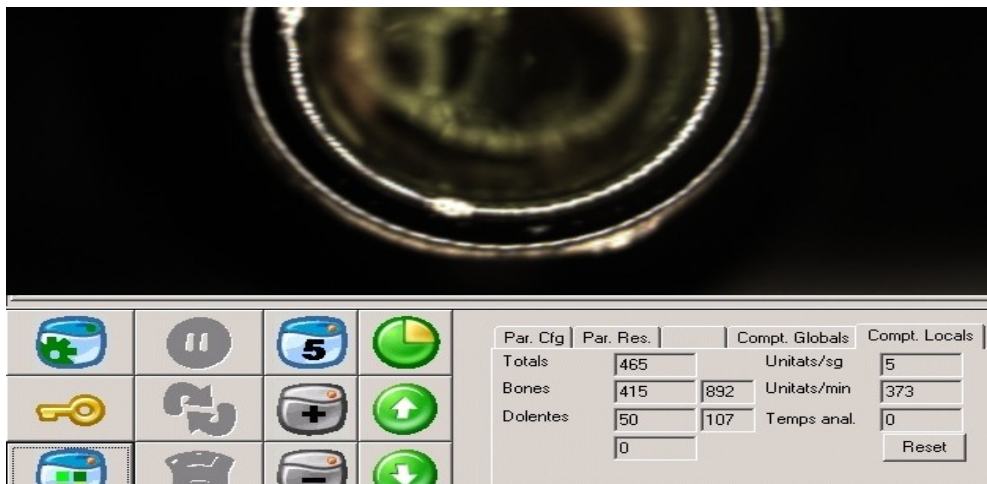 5
Par. Cfg Par. Res. Compt. Globals Compt. Locals
Totals 465 Unitats/sg 5
Bones 415 892 Unitats/min 373
Dolentes 50 107 Temps anal. 0
0 Reset